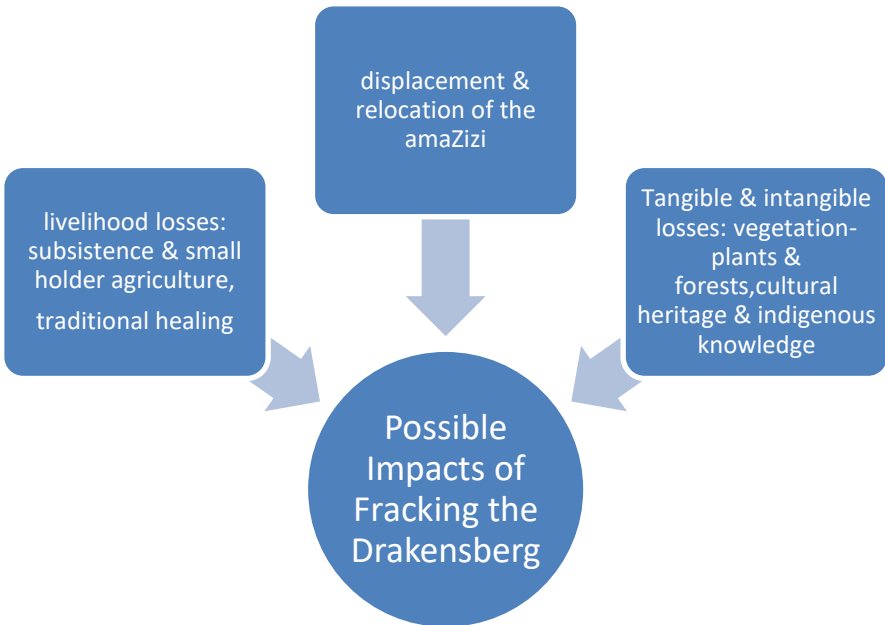 displacement &
relocation of the
amaZizi
livelihood losses:
subsistence & small
holder agriculture,
traditional healing
Tangible & intangible
losses: vegetation-
plants &
forests,cultural
heritage & indigenous
knowledge
Possible
Impacts of
Fracking the
Drakensberg